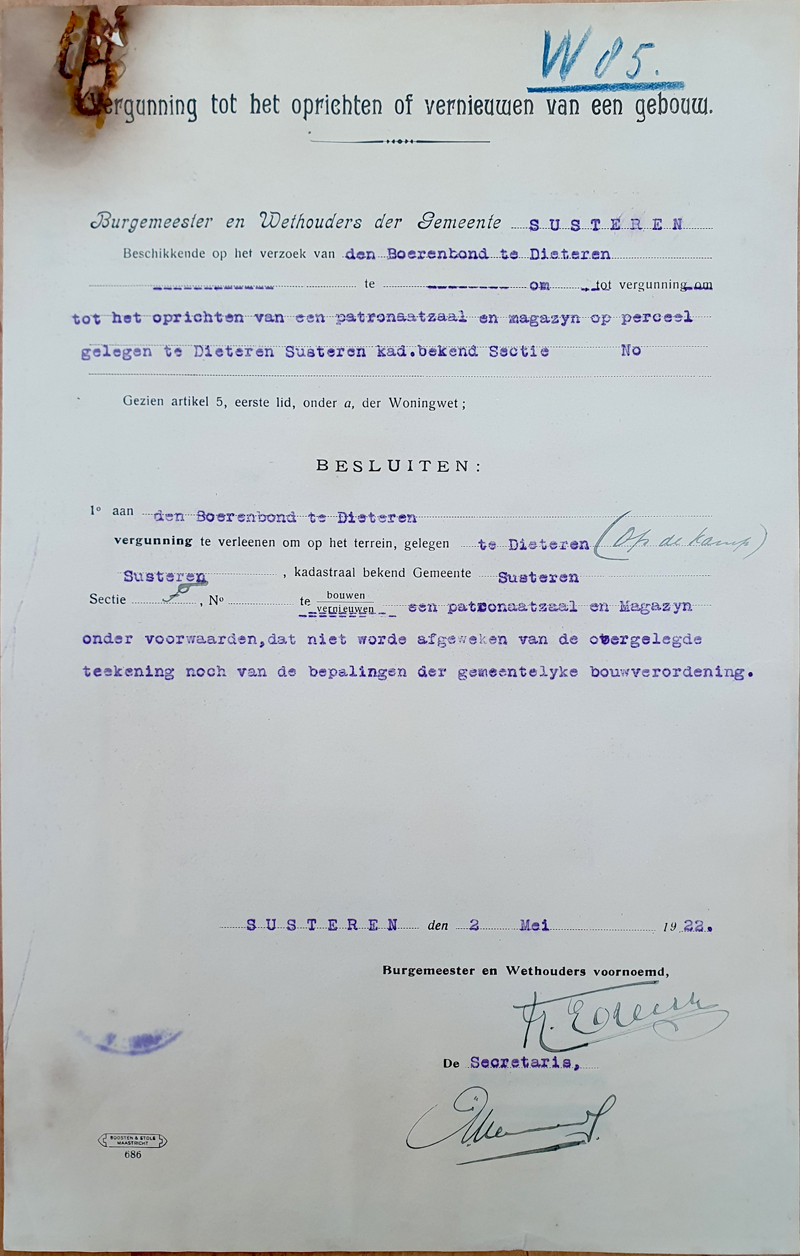 W 85.
Vergunning tot het oprichten of vernieuwen van een gebouw.
Burgemeester en Wethouders der Gemeente SUSTEREN
Beschikkende op het verzoek van den Boerenbond te Dieteren
te om tot vergunning om
tot het oprichten van een patronaatzaal en magazyn op perceel
gelegen te Dieteren Susteren kad.bekend Sectie No
Gezien artikel 5, eerste lid, onder a, der Woningwet;
BESLUITEN:
1º aan den Boerenbond te Dieteren
vergunning te verleenen om op het terrein, gelegen te Dieteren (Op de kamp)
Susteren, kadastraal bekend Gemeente Susteren
Sectie , Nº te bouwen
vernieuwen een patronaatzaal en Magazyn
onder voorwaarden,dat niet worde afgeweken van de overgelegde
teekening noch van de bepalingen der gemeentelyke bouwverordening.
SUSTEREN den 2 Mei 1922.
Burgemeester en Wethouders voornoemd,
De Secretaris,
BOOSTEN & STOLS
MAASTRICHT
686